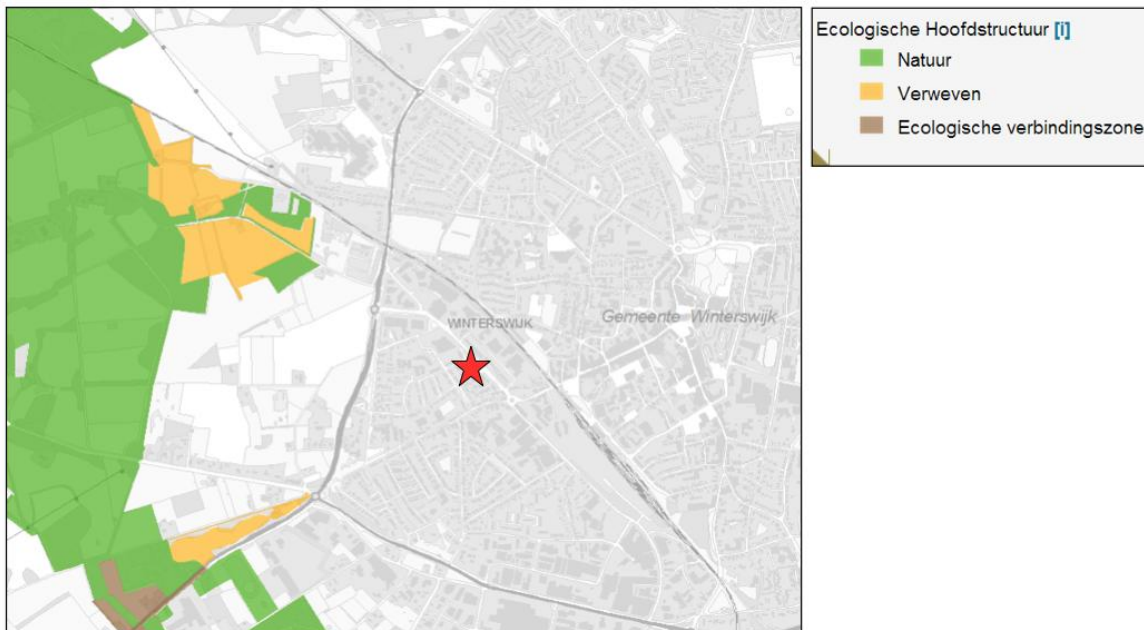 Ecologische Hoofdstructuur [i]
Natuur
Verweven
Ecologische verbindingszone
WINTERSWIJK
Gemeente Winterswijk